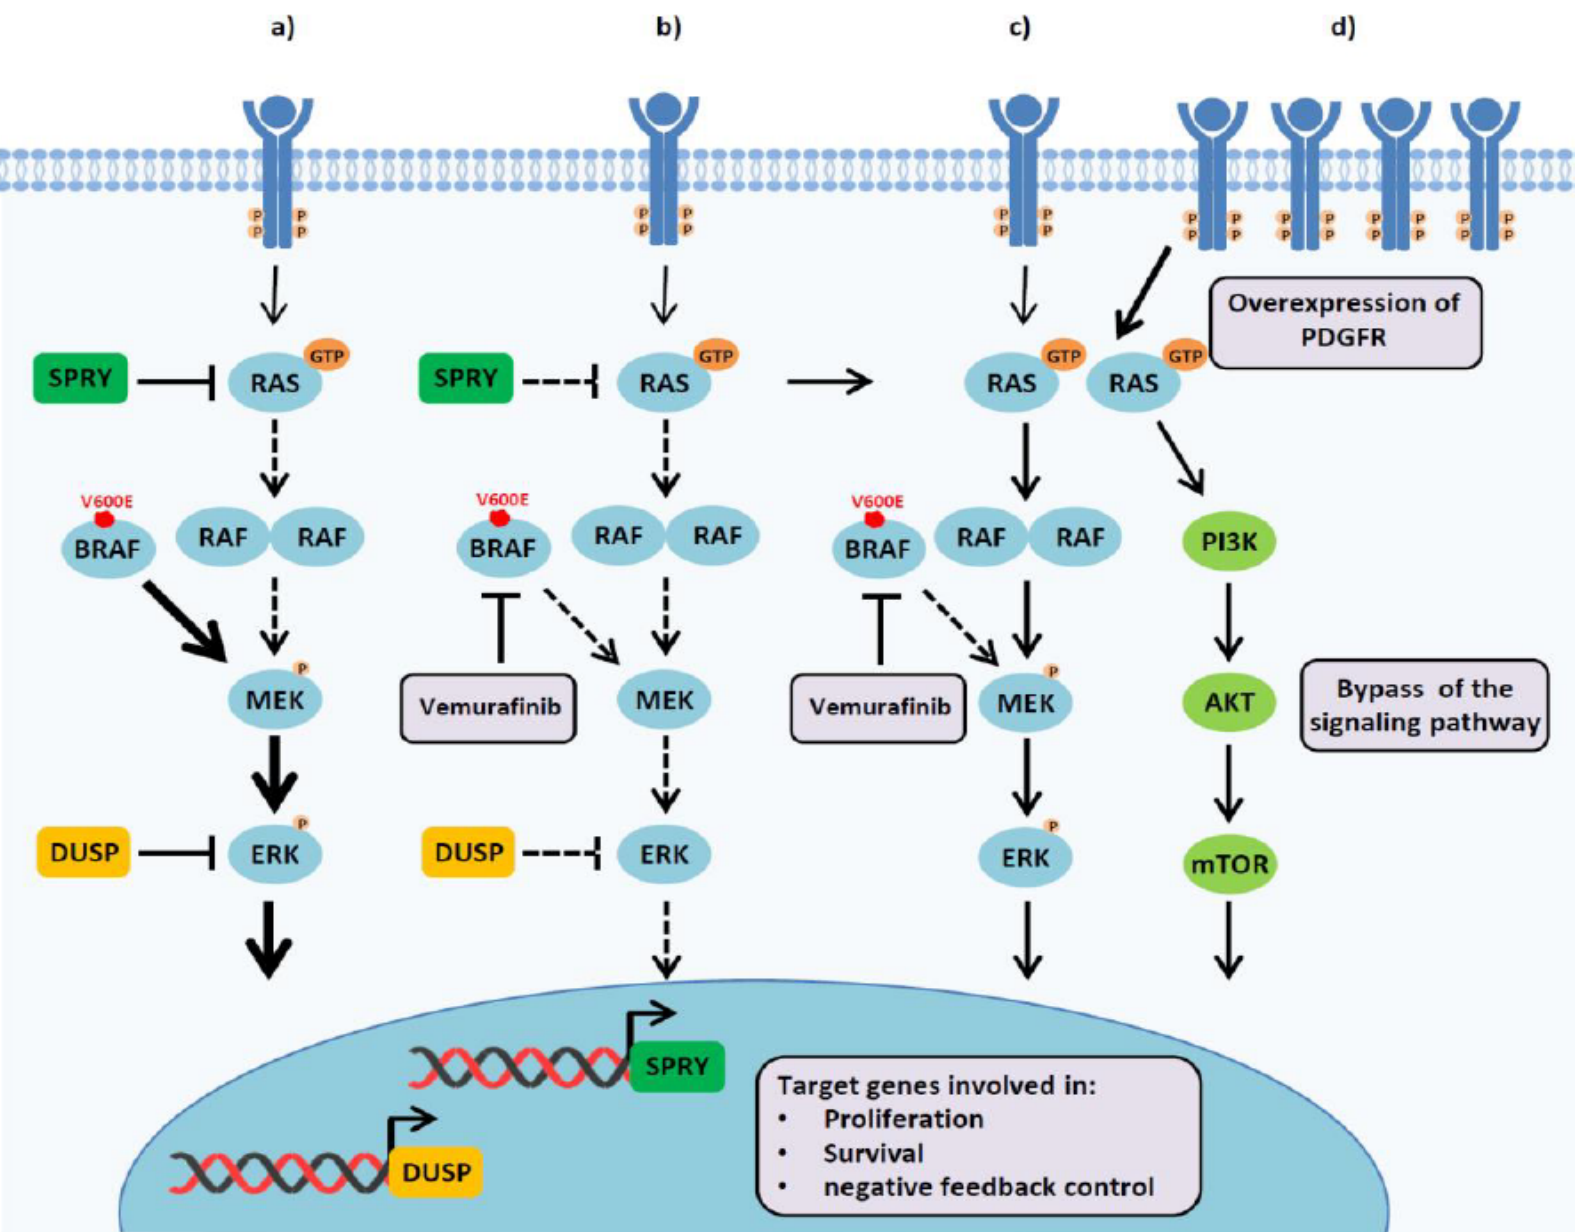 a)
b)
c)
d)
P P
P P
P P
P P
P P
P P
P P
P P
P P
P P
P P
P P
P P
P P
Overexpression of
PDGFR
SPRY
RAS
GTP
SPRY
RAS
GTP
RAS
GTP
RAS
GTP
V600E
BRAF
RAF
RAF
V600E
BRAF
RAF
RAF
V600E
BRAF
RAF
RAF
PI3K
MEK
P
Vemurafinib
MEK
Vemurafinib
MEK
P
AKT
Bypass of the
signaling pathway
DUSP
ERK
P
DUSP
ERK
ERK
P
mTOR
SPRY
DUSP
Target genes involved in:
• Proliferation
• Survival
• negative feedback control